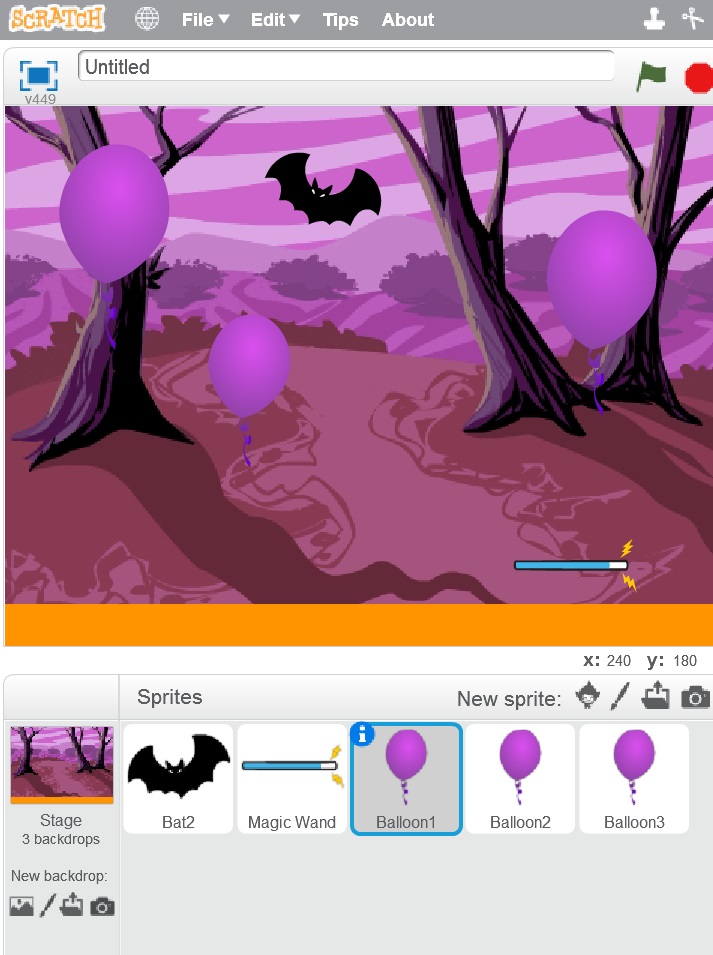 SCRATCH File Edit Tips About
Untitled
v449
x: 240 y: 180
Sprites New sprite:
Bat2 Magic Wand Balloon1 Balloon2 Balloon3
Stage
3 backdrops
New backdrop: